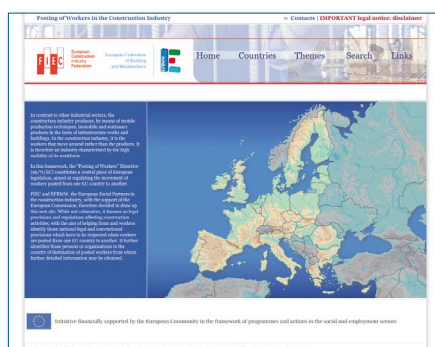 Posting of Workers in the Construction Industry
Contacts | IMPORTANT legal notice: disclaimer
FIEC
European
Construction
Industry
Federation
European Federation
of Building
and Woodworkers
Home Countries Themes Search Links
In contrast to other industrial sectors, the
construction industry produces, by means of mobile
production techniques, immobile and stationary
products in the form of infrastructure works and
buildings. In the construction industry, it is the
workers that move around rather than the products. It
is therefore an industry characterised by the high
mobility of its workforce.
In this framework, the "Posting of Workers" Directive
(96/71/EC) constitutes a central piece of European
legislation, aimed at regulating the movement of
workers posted from one EU country to another.
FIEC and EFBWW, the European Social Partners in
the construction industry, with the support of the
European Commission, therefore decided to draw up
this web site. While not exhaustive, it focuses on legal
provisions and regulations affecting construction
activities, with the aim of helping firms and workers
identify those national legal and conventional
provisions which have to be respected when workers
are posted from one EU country to another. It further
identifies those persons or organisations in the
country of destination of posted workers from whom
further detailed information may be obtained.
Initiative financially supported by the European Community in the framework of programmes and actions in the social and employment sectors